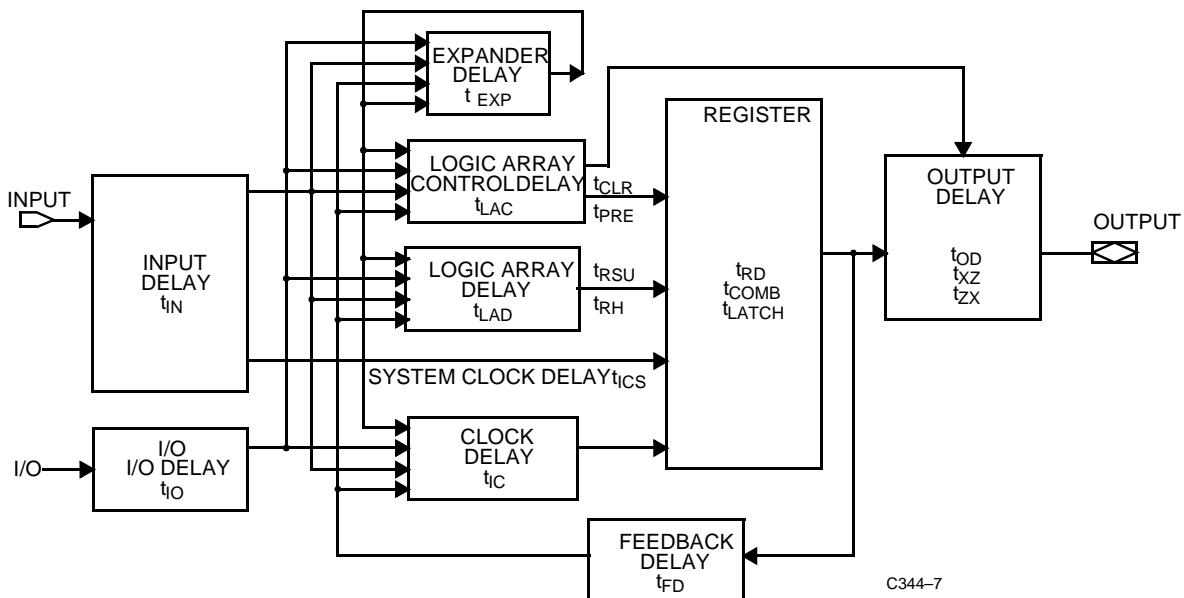 EXPANDER
DELAY
t EXP
REGISTER
LOGIC ARRAY
CONTROLDELAY
tLAC
tCLR
tPRE
OUTPUT
DELAY
tOD
tXZ
tZX
INPUT
OUTPUT
INPUT
DELAY
tIN
LOGIC ARRAY
DELAY
tLAD
tRSU
tRH
tRD
tCOMB
tLATCH
SYSTEM CLOCK DELAYtICS
I/O
I/O
I/O DELAY
tIO
CLOCK
DELAY
tIC
FEEDBACK
DELAY
tFD
C344–7